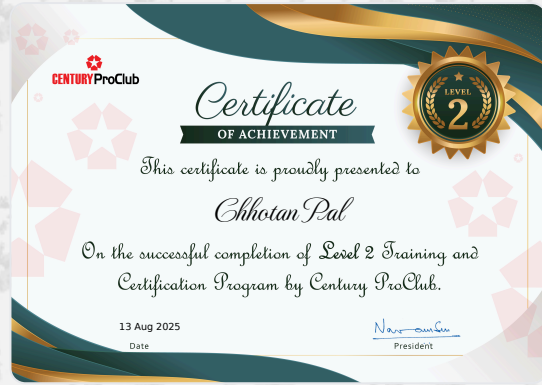 CENTURY ProClub
Certificate
OF ACHIEVEMENT
LEVEL
2
This certificate is proudly presented to
Chhotan Pal
On the successful completion of Level 2 Training and
Certification Program by Century ProClub.
13 Aug 2025
Date
President